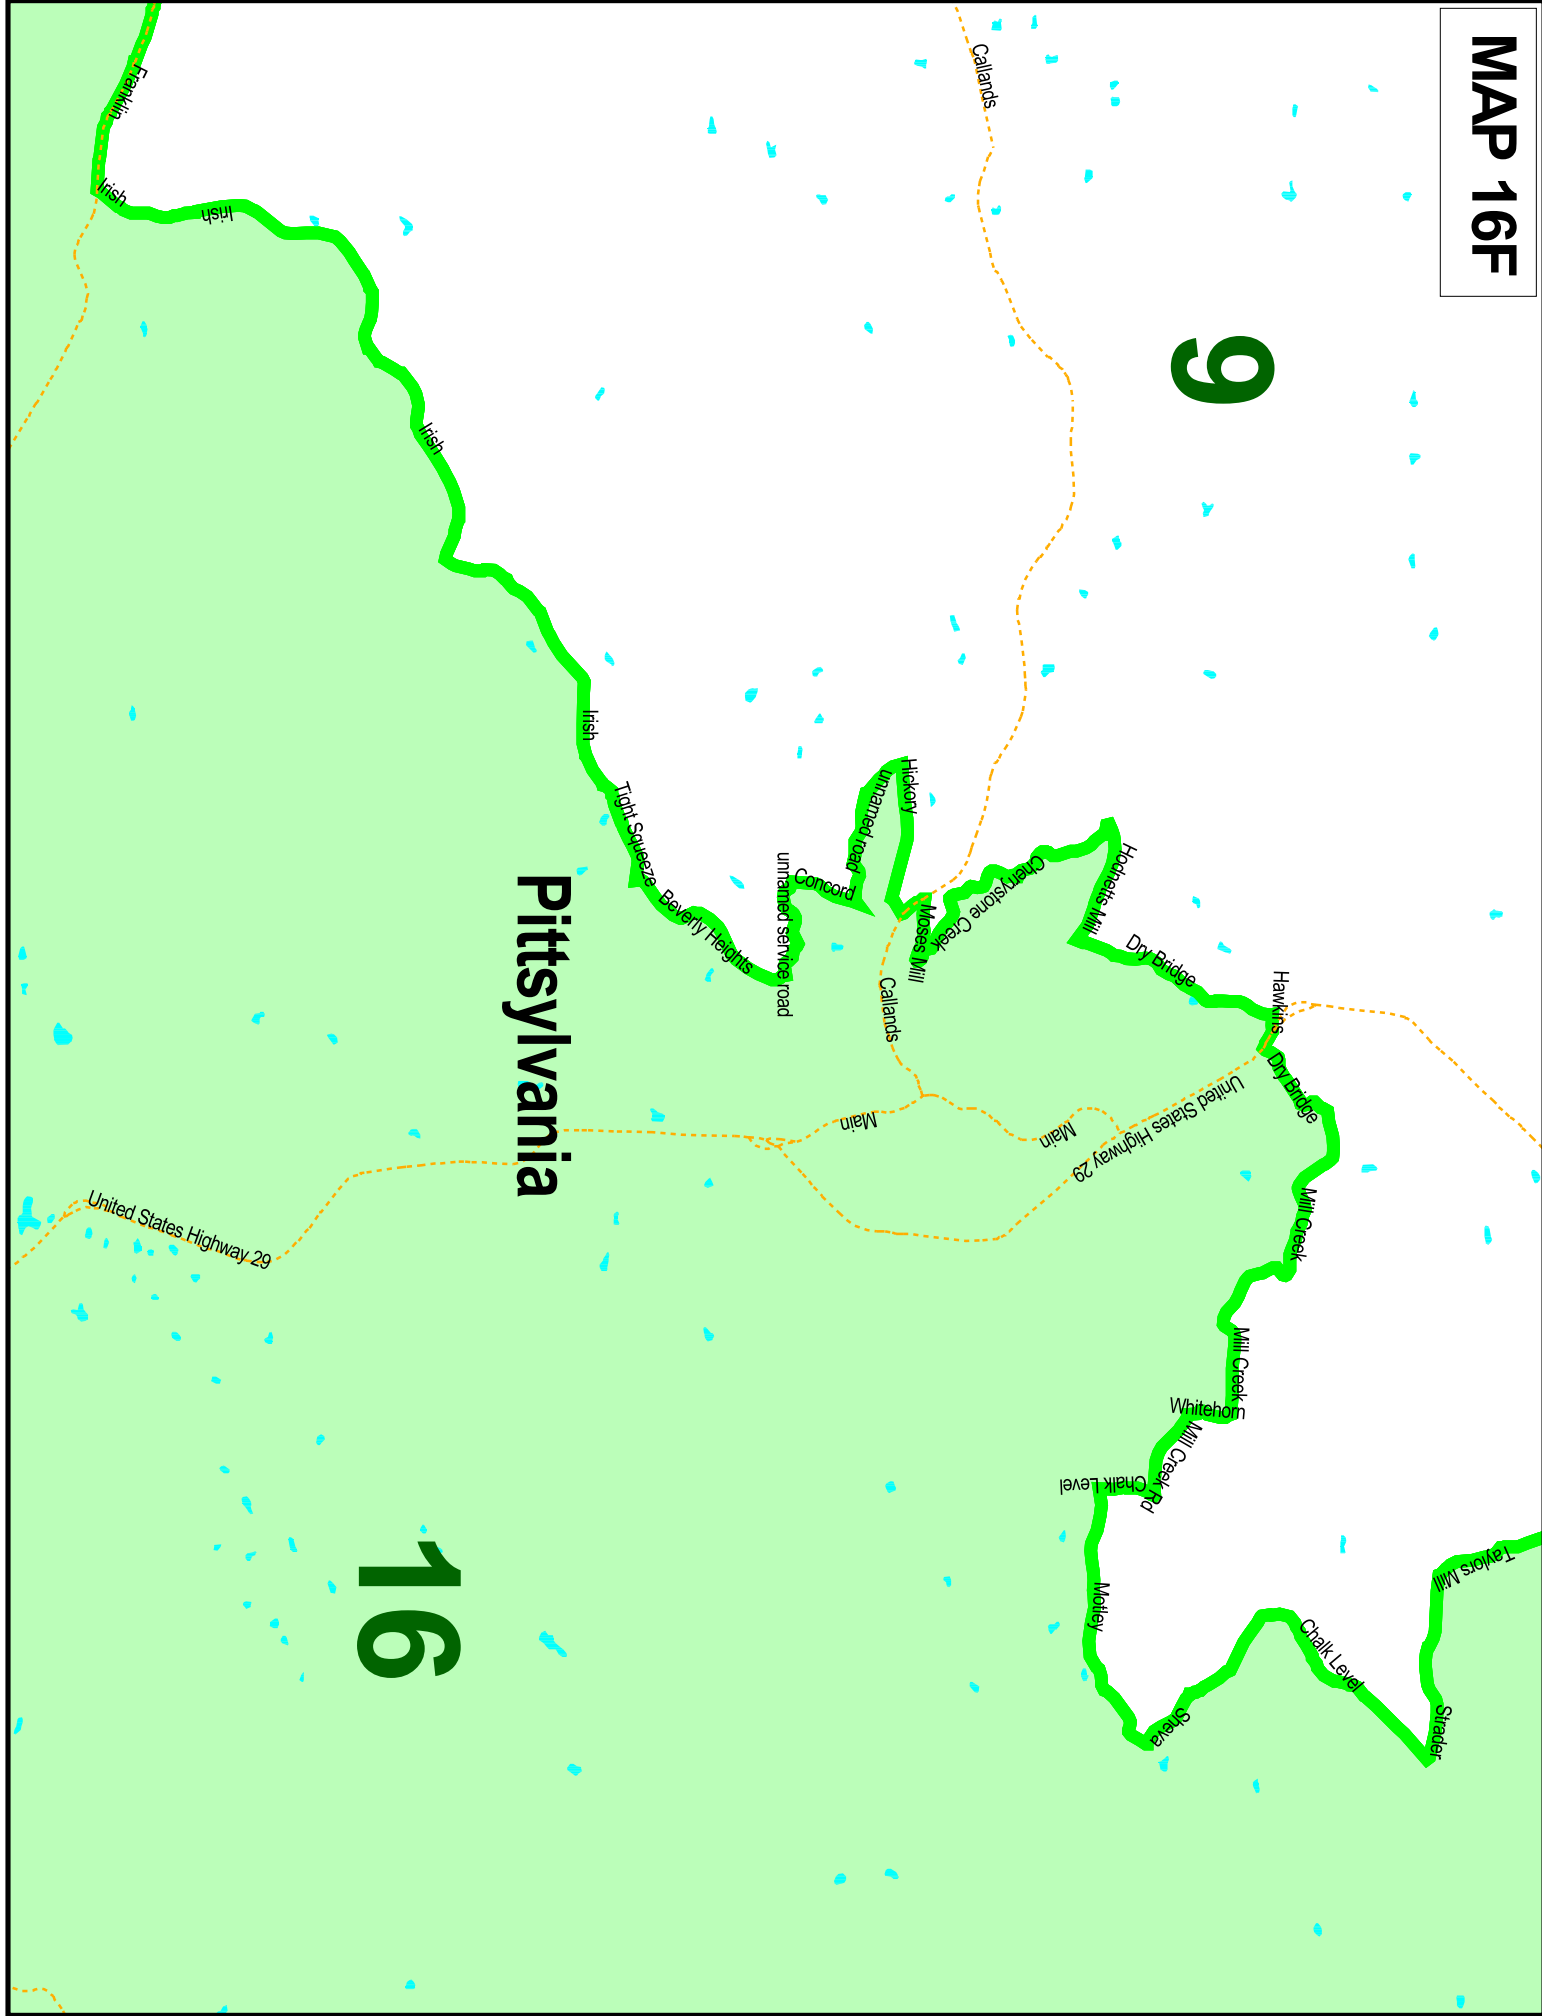 MAP 16F
9
16
Pittsylvania
Franklin
Irish
Irish
Irish
Irish
Tight Squeeze
Beverly Heights
unnamed service road
Concord
unnamed road
Hickory
Moses Mill
Cherrystone Creek
Hodnetts Mill
Dry Bridge
Hawkins
Dry Bridge
Mill Creek
Mill Creek
Whitehorn
Mill Creek Rd
Chalk Level
Motley
Sheva
Chalk Level
Strader
Taylors Mill
Callands
Callands
Main
Main
United States Highway 29
United States Highway 29